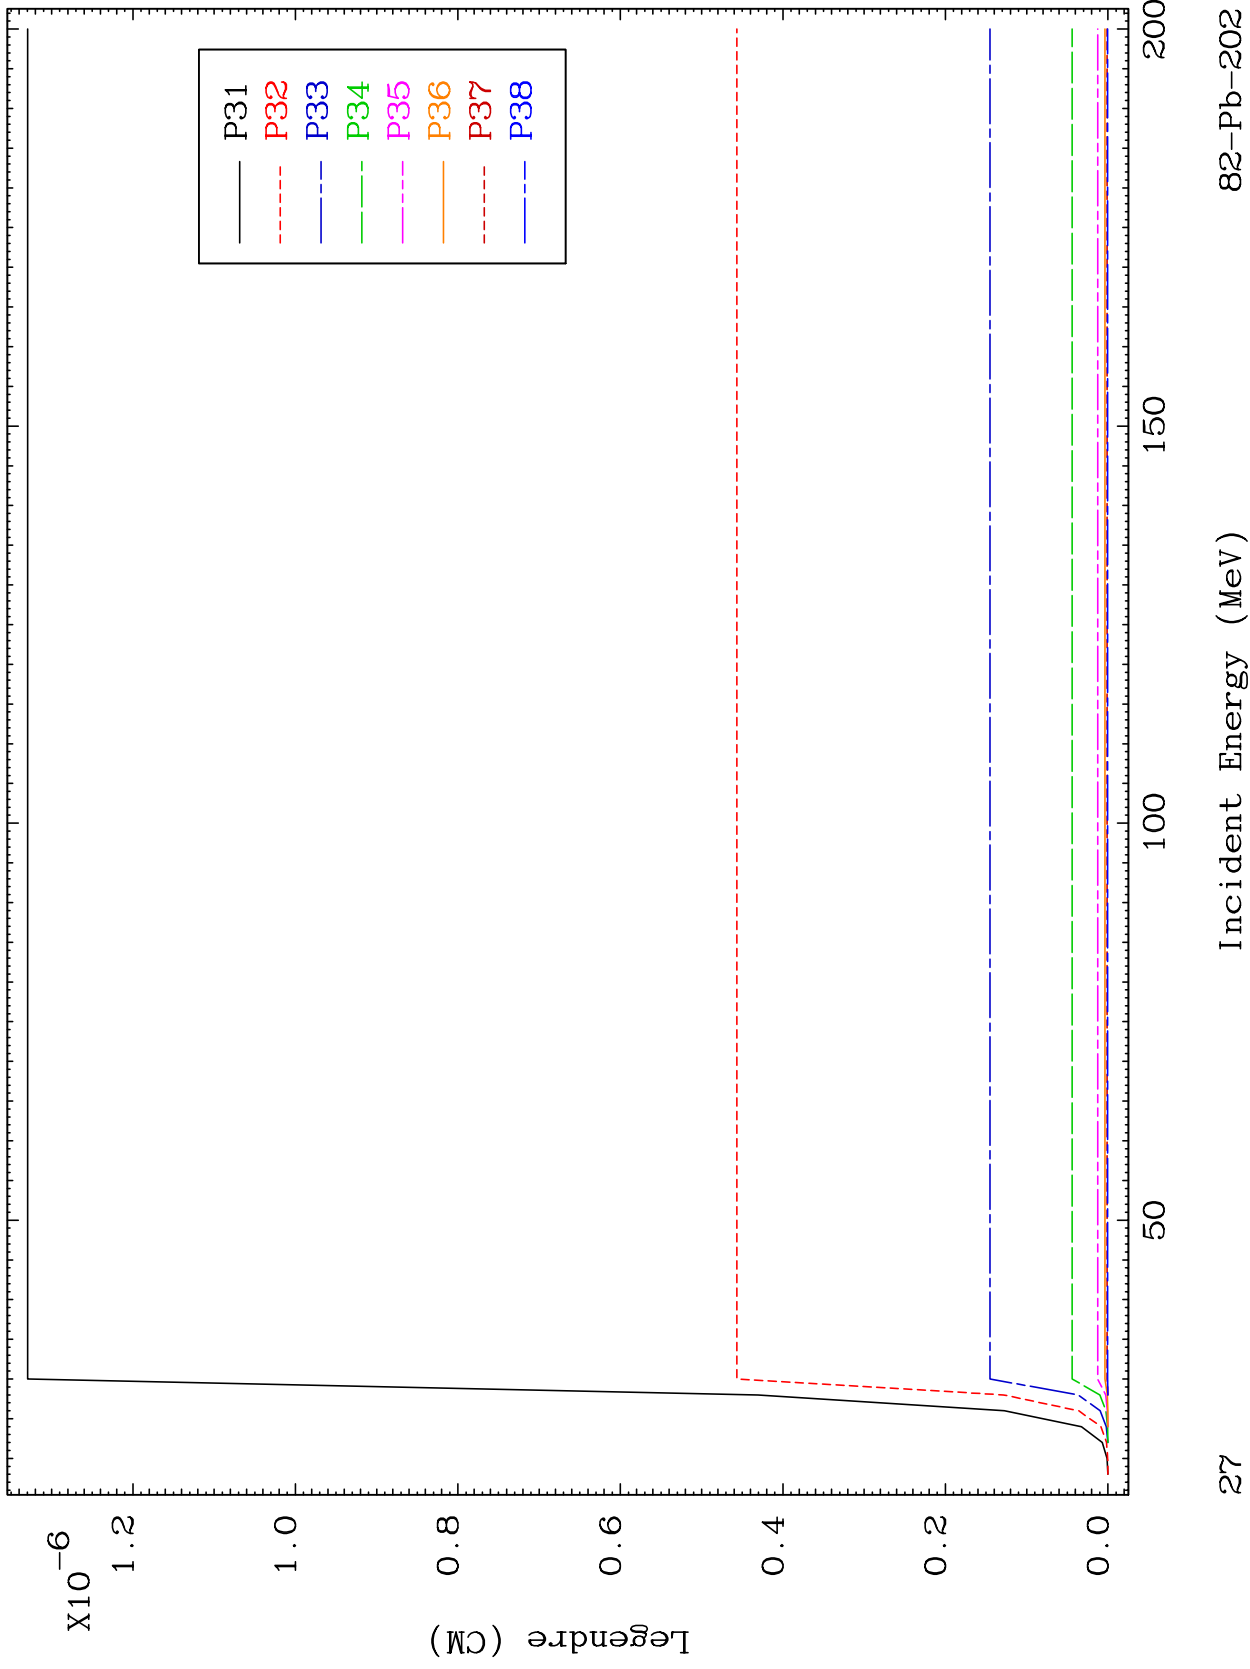 X10-6
1.2
1.0
0.8
0.6
0.4
0.2
0.0
Legendre (CM)
P31
P32
P33
P34
P35
P36
P37
P38
50
100
150
200
27
Incident Energy (MeV)
82-Pb-202